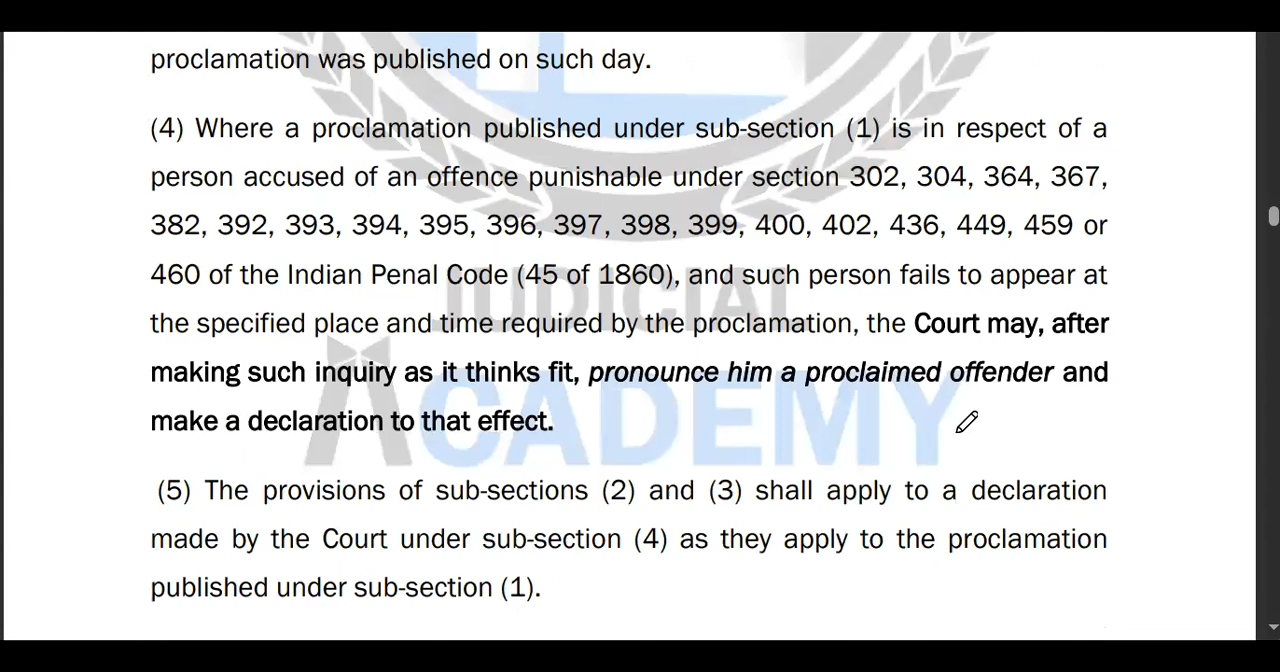 proclamation was published on such day.
(4) Where a proclamation published under sub-section (1) is in respect of a
person accused of an offence punishable under section 302, 304, 364, 367,
382, 392, 393, 394, 395, 396, 397, 398, 399, 400, 402, 436, 449, 459 or
460 of the Indian Penal Code (45 of 1860), and such person fails to appear at
the specified place and time required by the proclamation, the Court may, after
making such inquiry as it thinks fit, pronounce him a proclaimed offender and
make a declaration to that effect.
(5) The provisions of sub-sections (2) and (3) shall apply to a declaration
made by the Court under sub-section (4) as they apply to the proclamation
published under sub-section (1).
JUDICIAL
ACADEMY